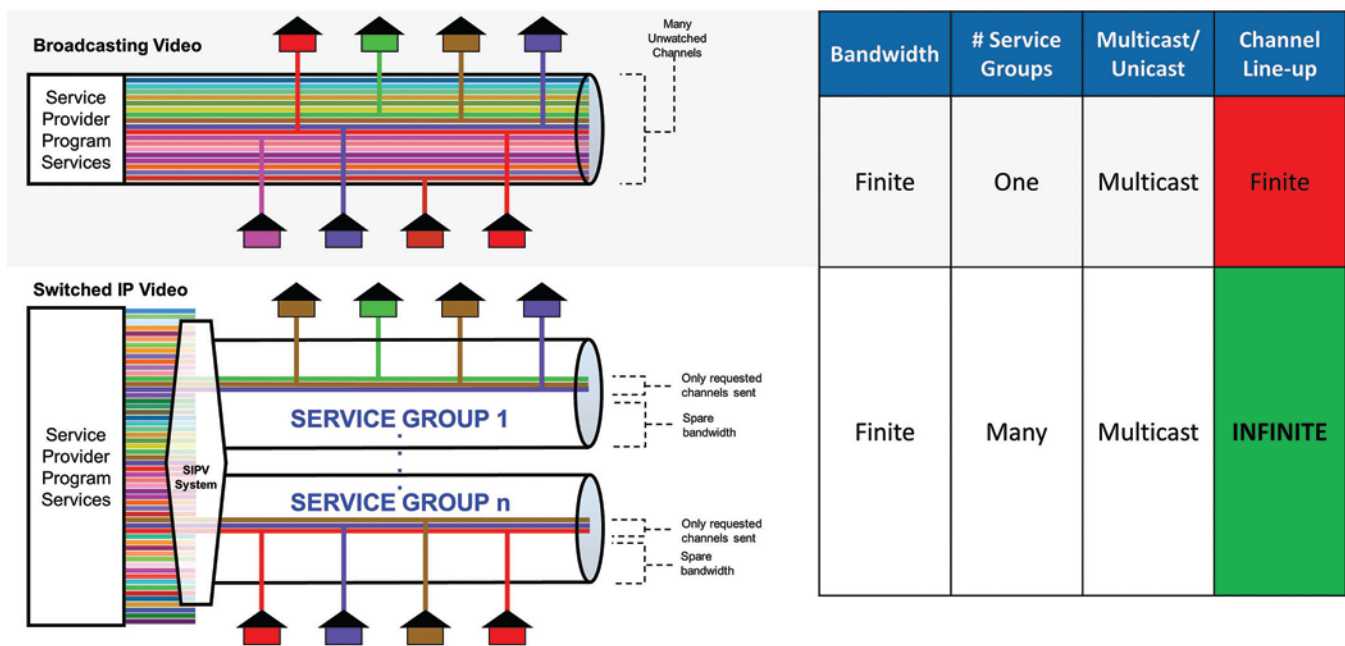 Broadcasting Video
Service
Provider
Program
Services
Many
Unwatched
Channels
Switched IP Video
Service
Provider
Program
Services
SIPV
System
SERVICE GROUP 1
SERVICE GROUP n
Only requested
channels sent
Spare
bandwidth
Only requested
channels sent
Spare
bandwidth
Bandwidth
# Service
Groups
Multicast/
Unicast
Channel
Line-up
Finite
One
Multicast
Finite
Finite
Many
Multicast
INFINITE